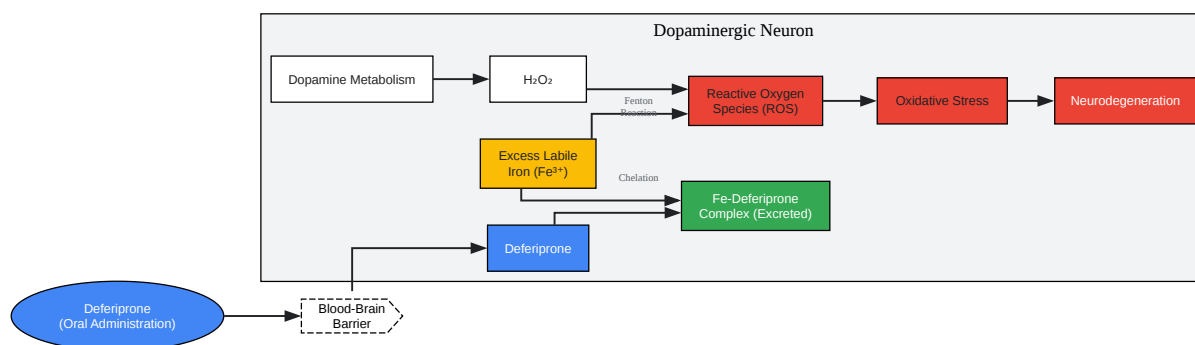 Dopaminergic Neuron
Dopamine Metabolism
H₂O₂
Fenton
Reaction
Reactive Oxygen
Species (ROS)
Oxidative Stress
Neurodegeneration
Excess Labile
Iron (Fe³⁺)
Chelation
Fe-Deferiprone
Complex (Excreted)
Deferiprone
Deferiprone
(Oral Administration)
Blood-Brain
Barrier